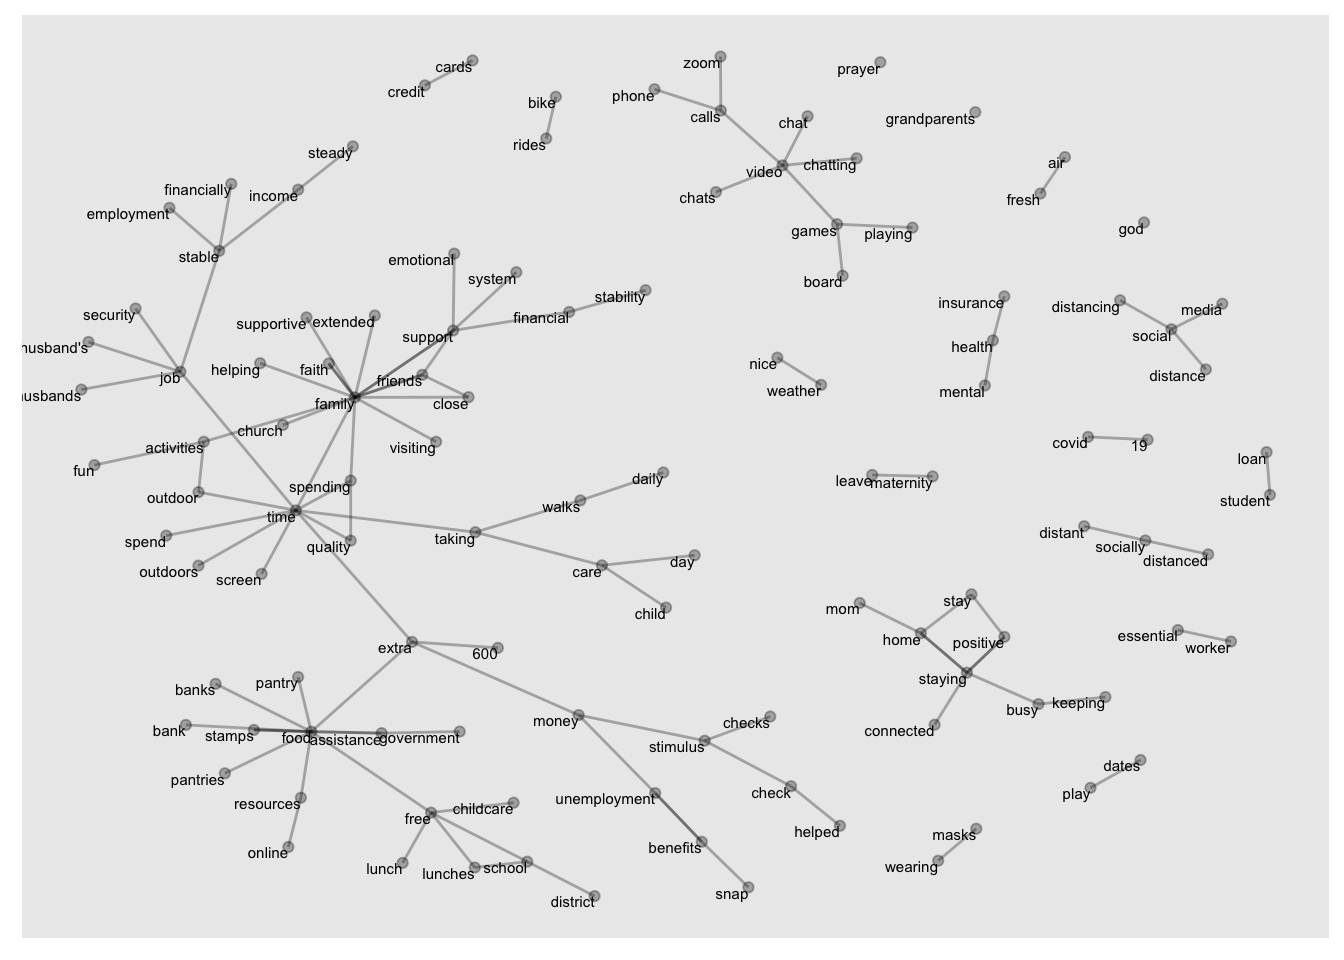 cards
credit
zoom
prayer
phone
bike
calls
chat
grandparents
rides
steady
video
chatting
air
financially
income
chats
fresh
employment
games
playing
god
stable
emotional
system
board
stability
insurance
distancing
media
security
supportive
extended
support
financial
social
husband's
health
job
helping
faith
friends
nice
weather
mental
distance
husbands
family
close
church
activities
visiting
covid
19
fun
loan
daily
leave
maternity
spending
outdoor
walks
student
time
distant
spend
quality
taking
socially
distanced
outdoors
screen
care
day
child
mom
stay
home
positive
essential
worker
extra
600
staying
banks
pantry
busy
keeping
bank
stamps
food
assistance
government
money
checks
connected
stimulus
pantries
dates
resources
unemployment
check
play
free
childcare
helped
masks
online
benefits
lunch
lunches
school
wearing
snap
district